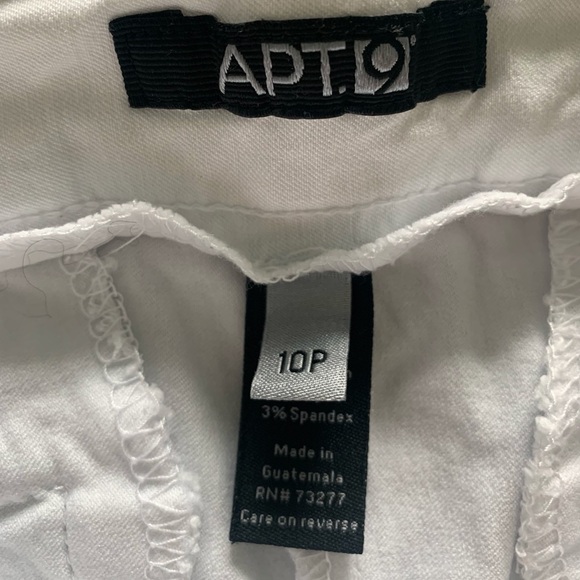 APT.9
10P
3% Spandex
Made in
Guatemala
RN# 73277
Care on reverse